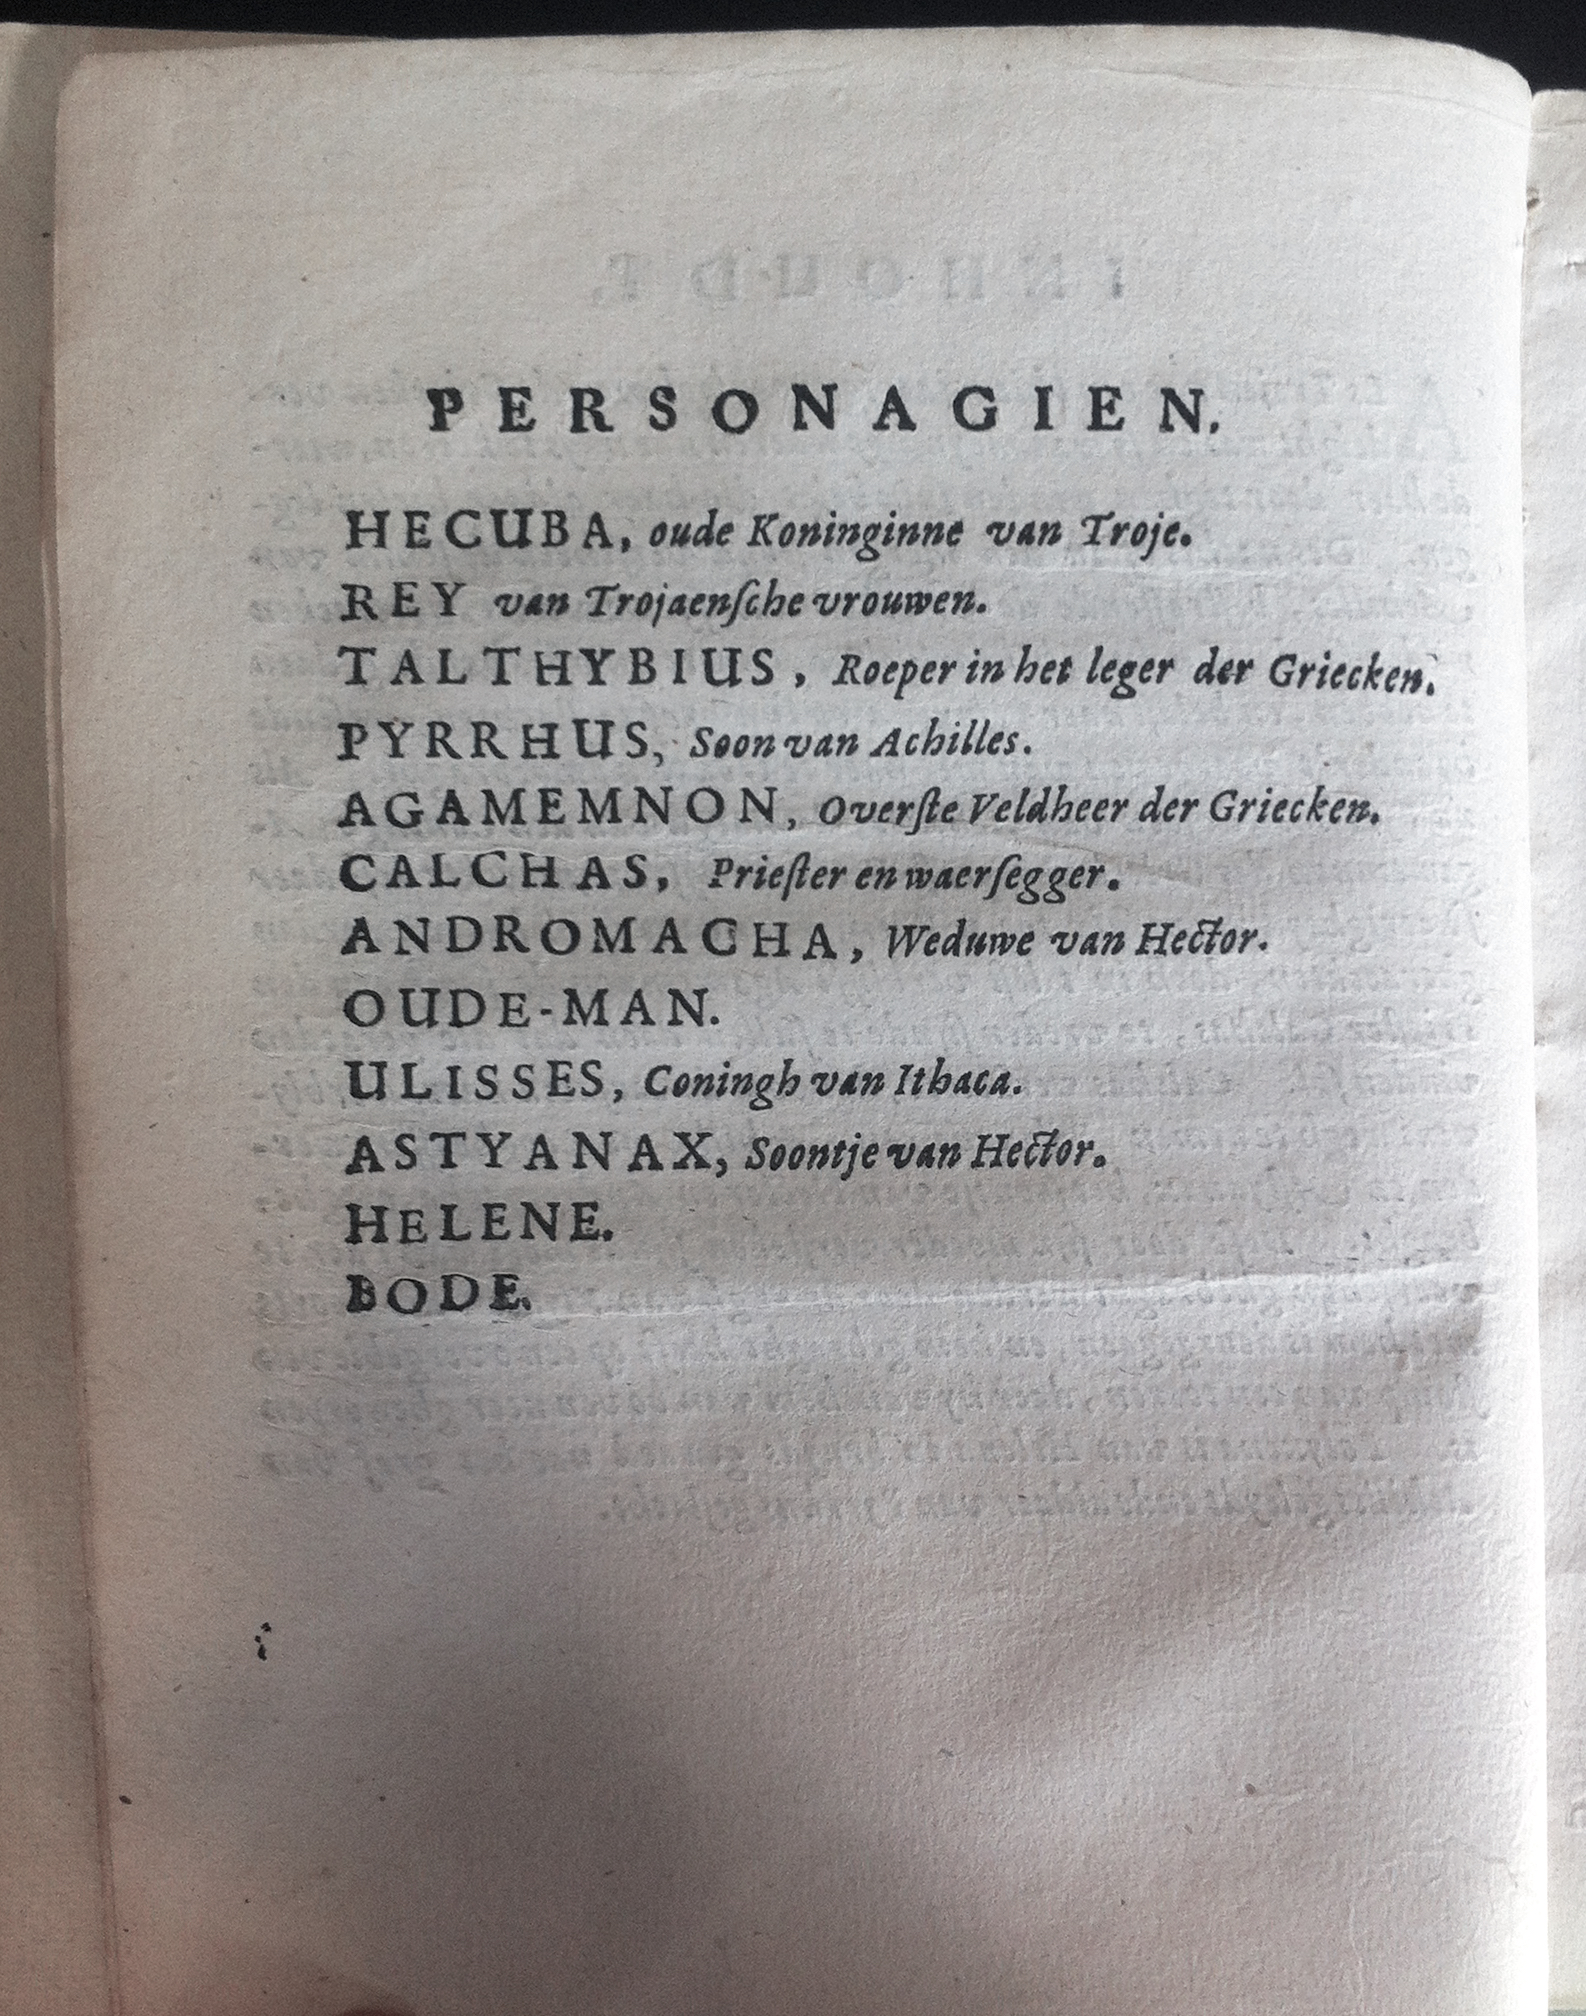 PERSONAGIEN.
HECUBA, oude Koninginne van Troje.
REY van Trojaenſche vrouwen.
TALTHYBIUS, Roeper in het leger der Griecken.
PYRRHUS, Soon van Achilles.
AGAMEMNON, Overſte Veldheer der Griecken.
CALCHAS, Prieſter en waerſegger.
ANDROMACHA, Weduwe van Hector.
OUDE-MAN.
ULISSES, Coningh van Ithaca.
ASTYANAX, Soontje van Hector.
HELENE.
BODE.